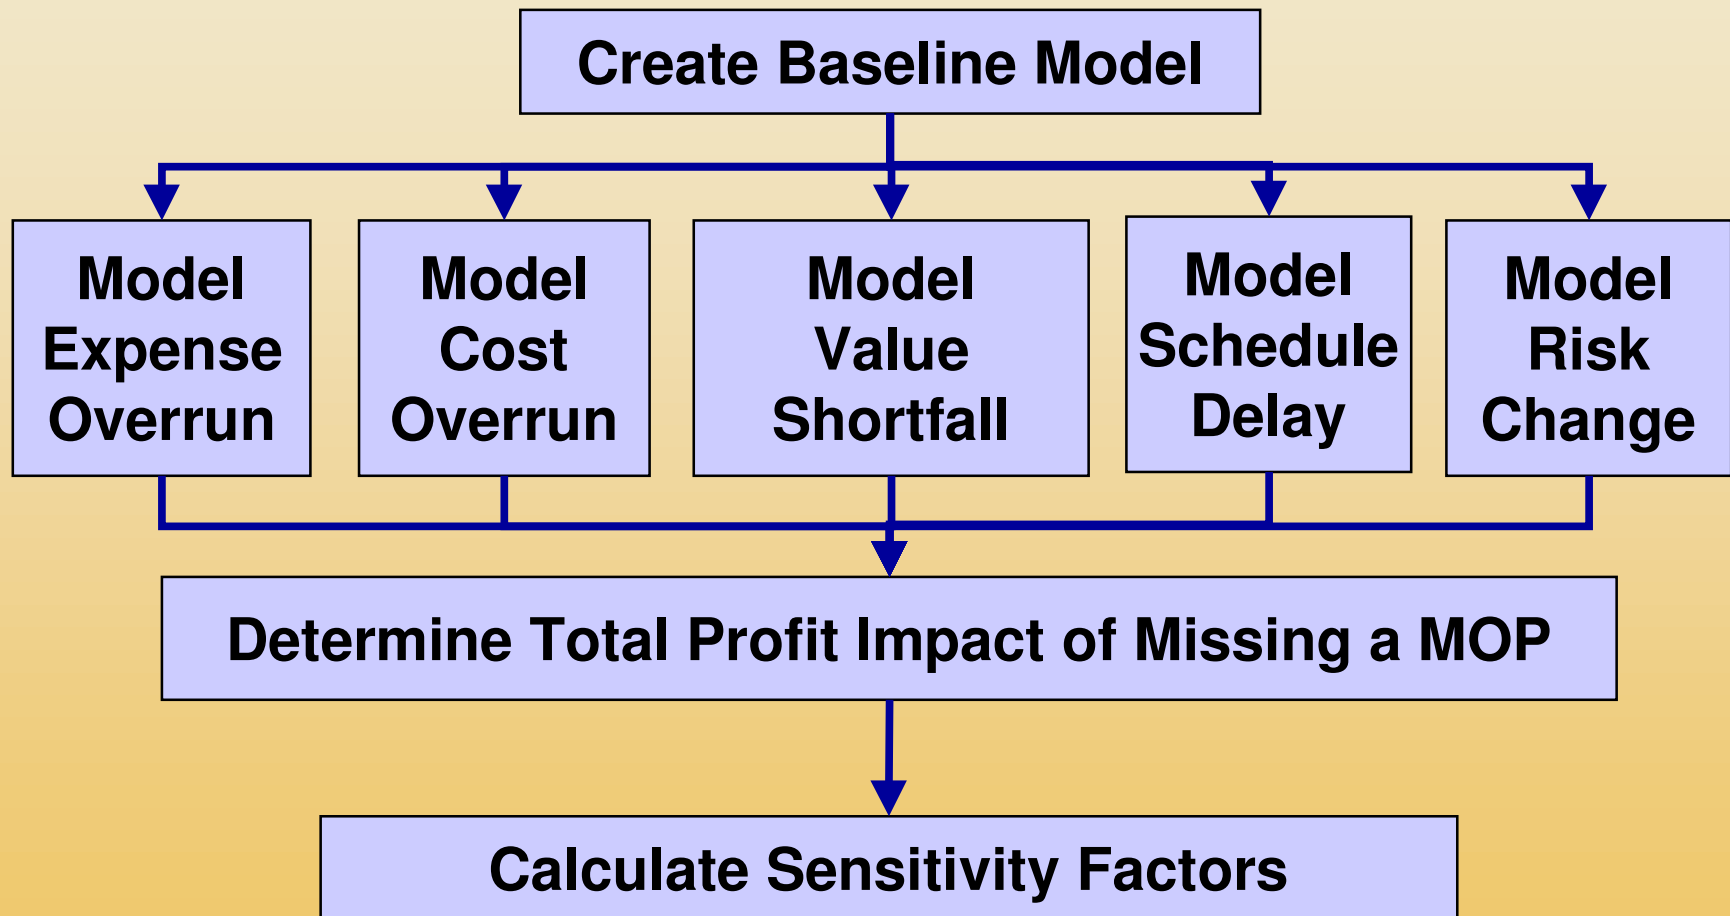 Create Baseline Model
Model
Expense
Overrun
Model
Cost
Overrun
Model
Value
Shortfall
Model
Schedule
Delay
Model
Risk
Change
Determine Total Profit Impact of Missing a MOP
Calculate Sensitivity Factors